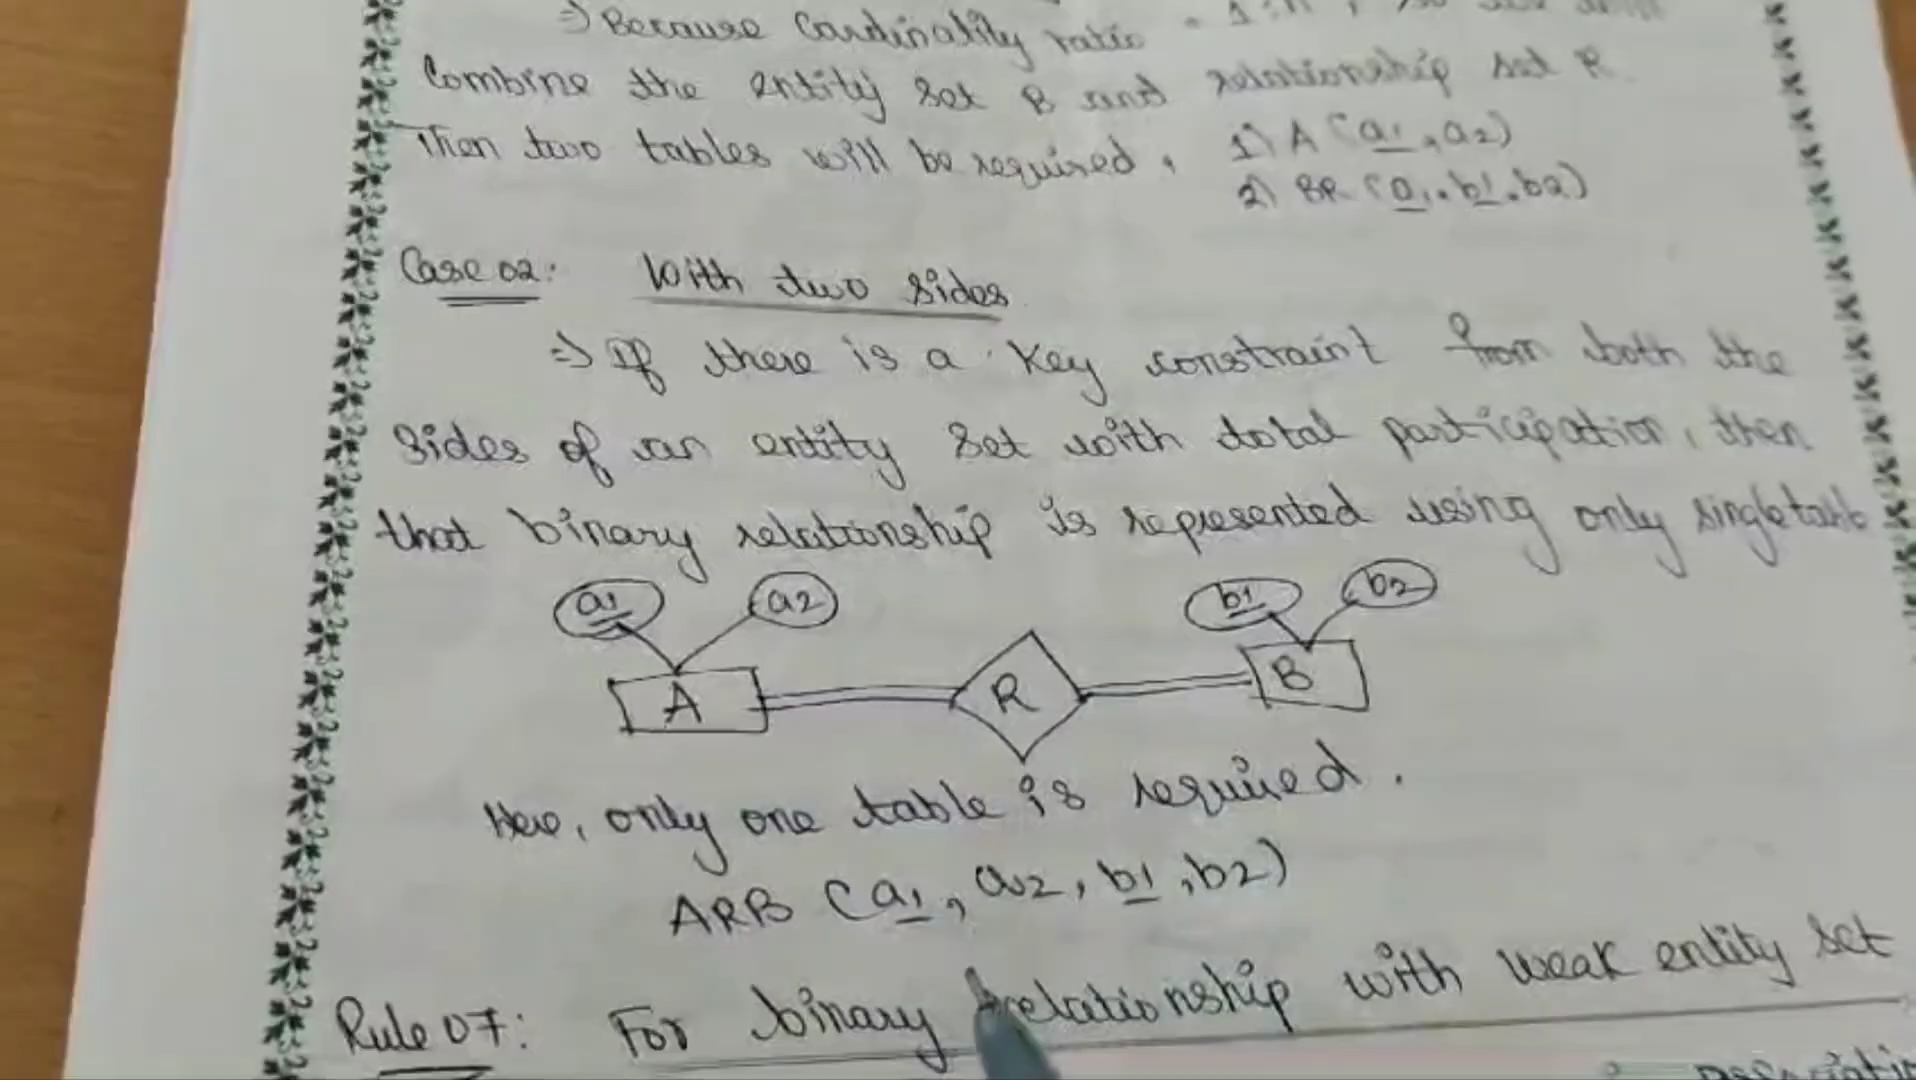 => Because Cardinality ratio = 1:n, so we will
Combine the entity set B and relationship set R
Then two tables will be required. 1) A (a1, a2)
2) BR (a1, b1, b2)
Case 02: With two sides
=> If there is a key constraint from both the
sides of an entity set with total participation, then
that binary relationship is represented using only single table
a1 a2 b1 b2
A R B
Here, only one table is required.
ARB (a1, a2, b1, b2)
Rule 07: For binary relationship with weak entity set